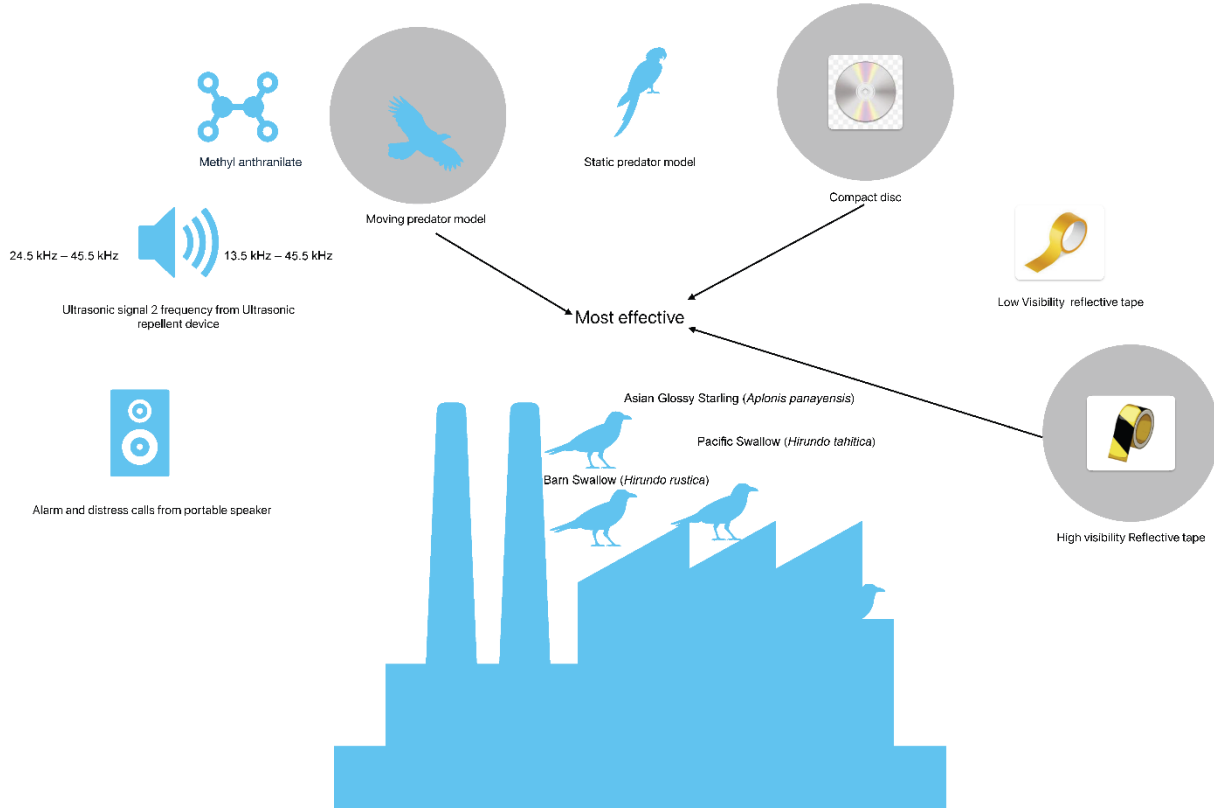 Methyl anthranilate
Moving predator model
Static predator model
Compact disc
24.5 kHz – 45.5 kHz
13.5 kHz – 45.5 kHz
Ultrasonic signal 2 frequency from Ultrasonic
repellent device
Low Visibility reflective tape
Most effective
Alarm and distress calls from portable speaker
Asian Glossy Starling (Aplonis panayensis)
Pacific Swallow (Hirundo tahitica)
Barn Swallow (Hirundo rustica)
High visibility Reflective tape